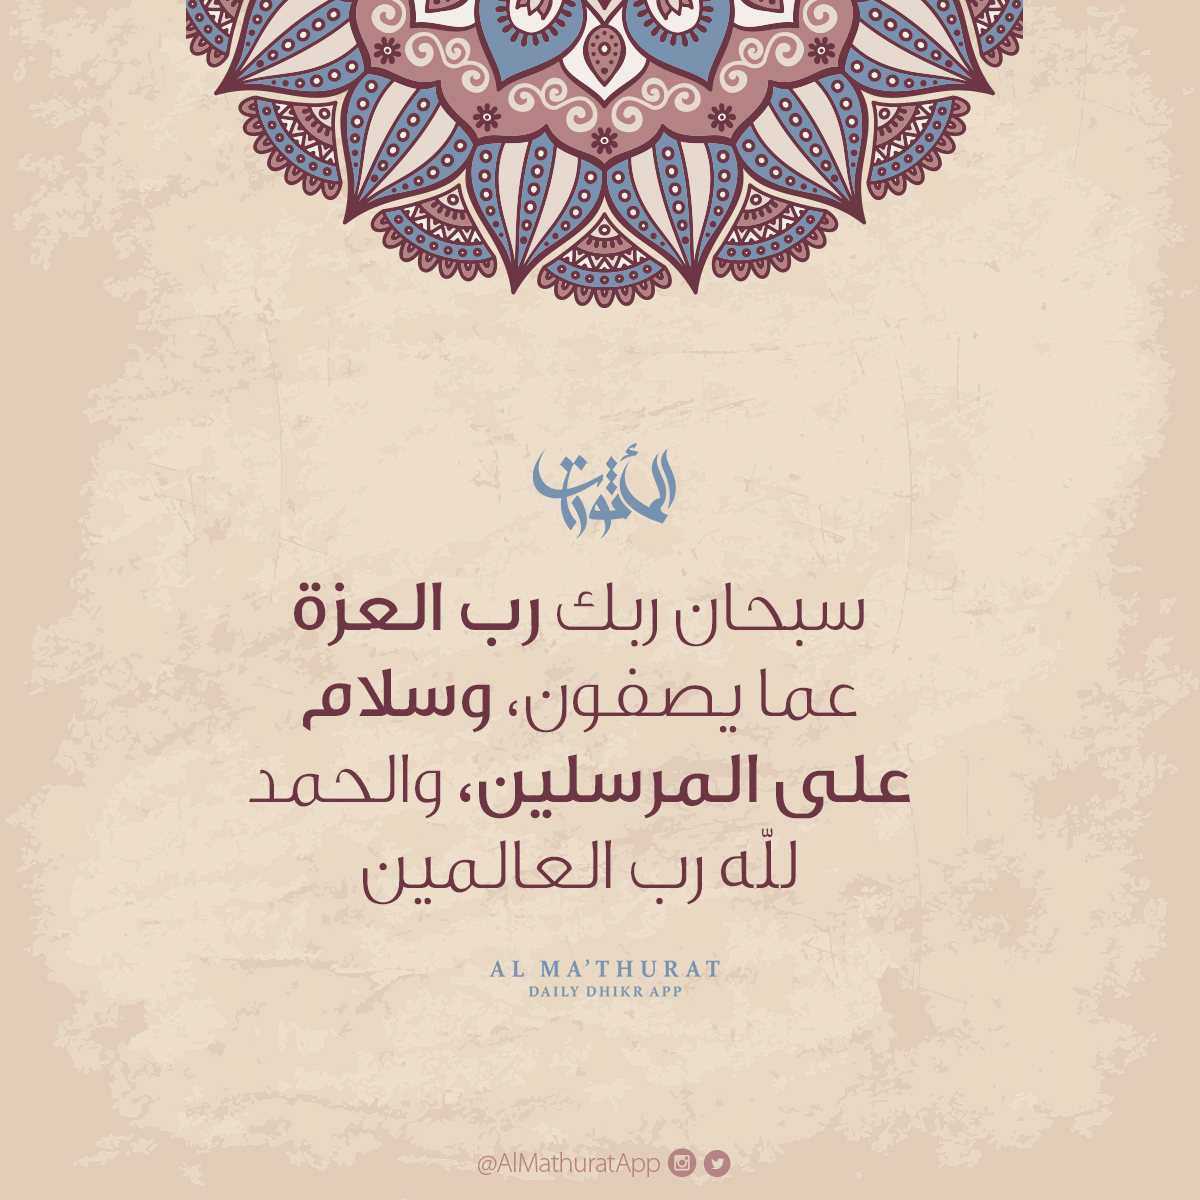 المأثورات
سبحان ربك رب العزة
عما يصفون، وسلام
على المرسلين، والحمد
للّه رب العالمين
AL MA'THURAT
DAILY DHIKR APP
@AlMathuratApp